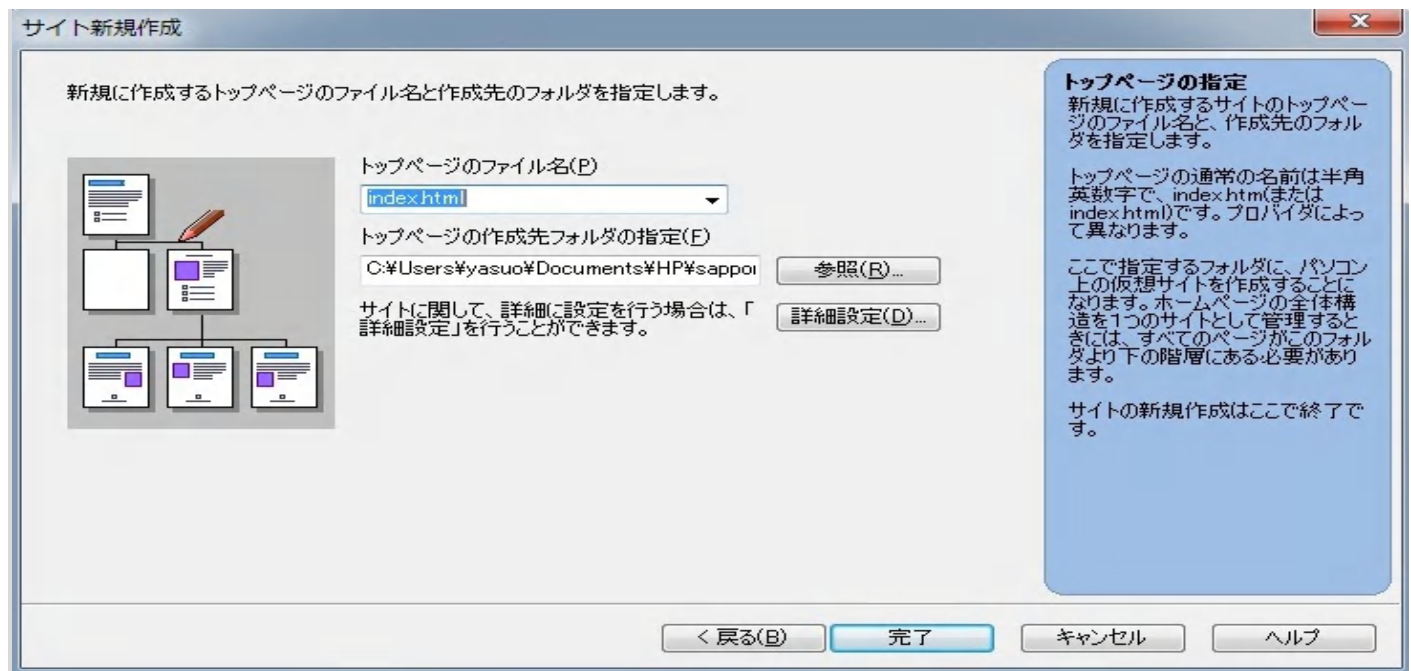 サイト新規作成
新規に作成するトップページのファイル名と作成先のフォルダを指定します。
トップページのファイル名(P)
index.html
トップページの作成先フォルダの指定(F)
C:¥Users¥yasuo¥Documents¥HP¥sappor
参照(R)...
サイトに関して、詳細に設定を行う場合は、「
詳細設定」を行うことができます。
詳細設定(D)...
トップページの指定
新規に作成するサイトのトップペー
ジのファイル名と、作成先のフォル
ダを指定します。
トップページの通常の名前は半角
英数字で、index.htm(または
index.html)です。プロバイダによっ
て異なります。
ここで指定するフォルダに、パソコン
上の仮想サイトを作成することに
なります。ホームページの全体構
造を1つのサイトとして管理すると
きには、すべてのページがこのフォル
ダより下の階層にある必要があり
ます。
サイトの新規作成はここで終了で
す。
< 戻る(B)
完了
キャンセル
ヘルプ